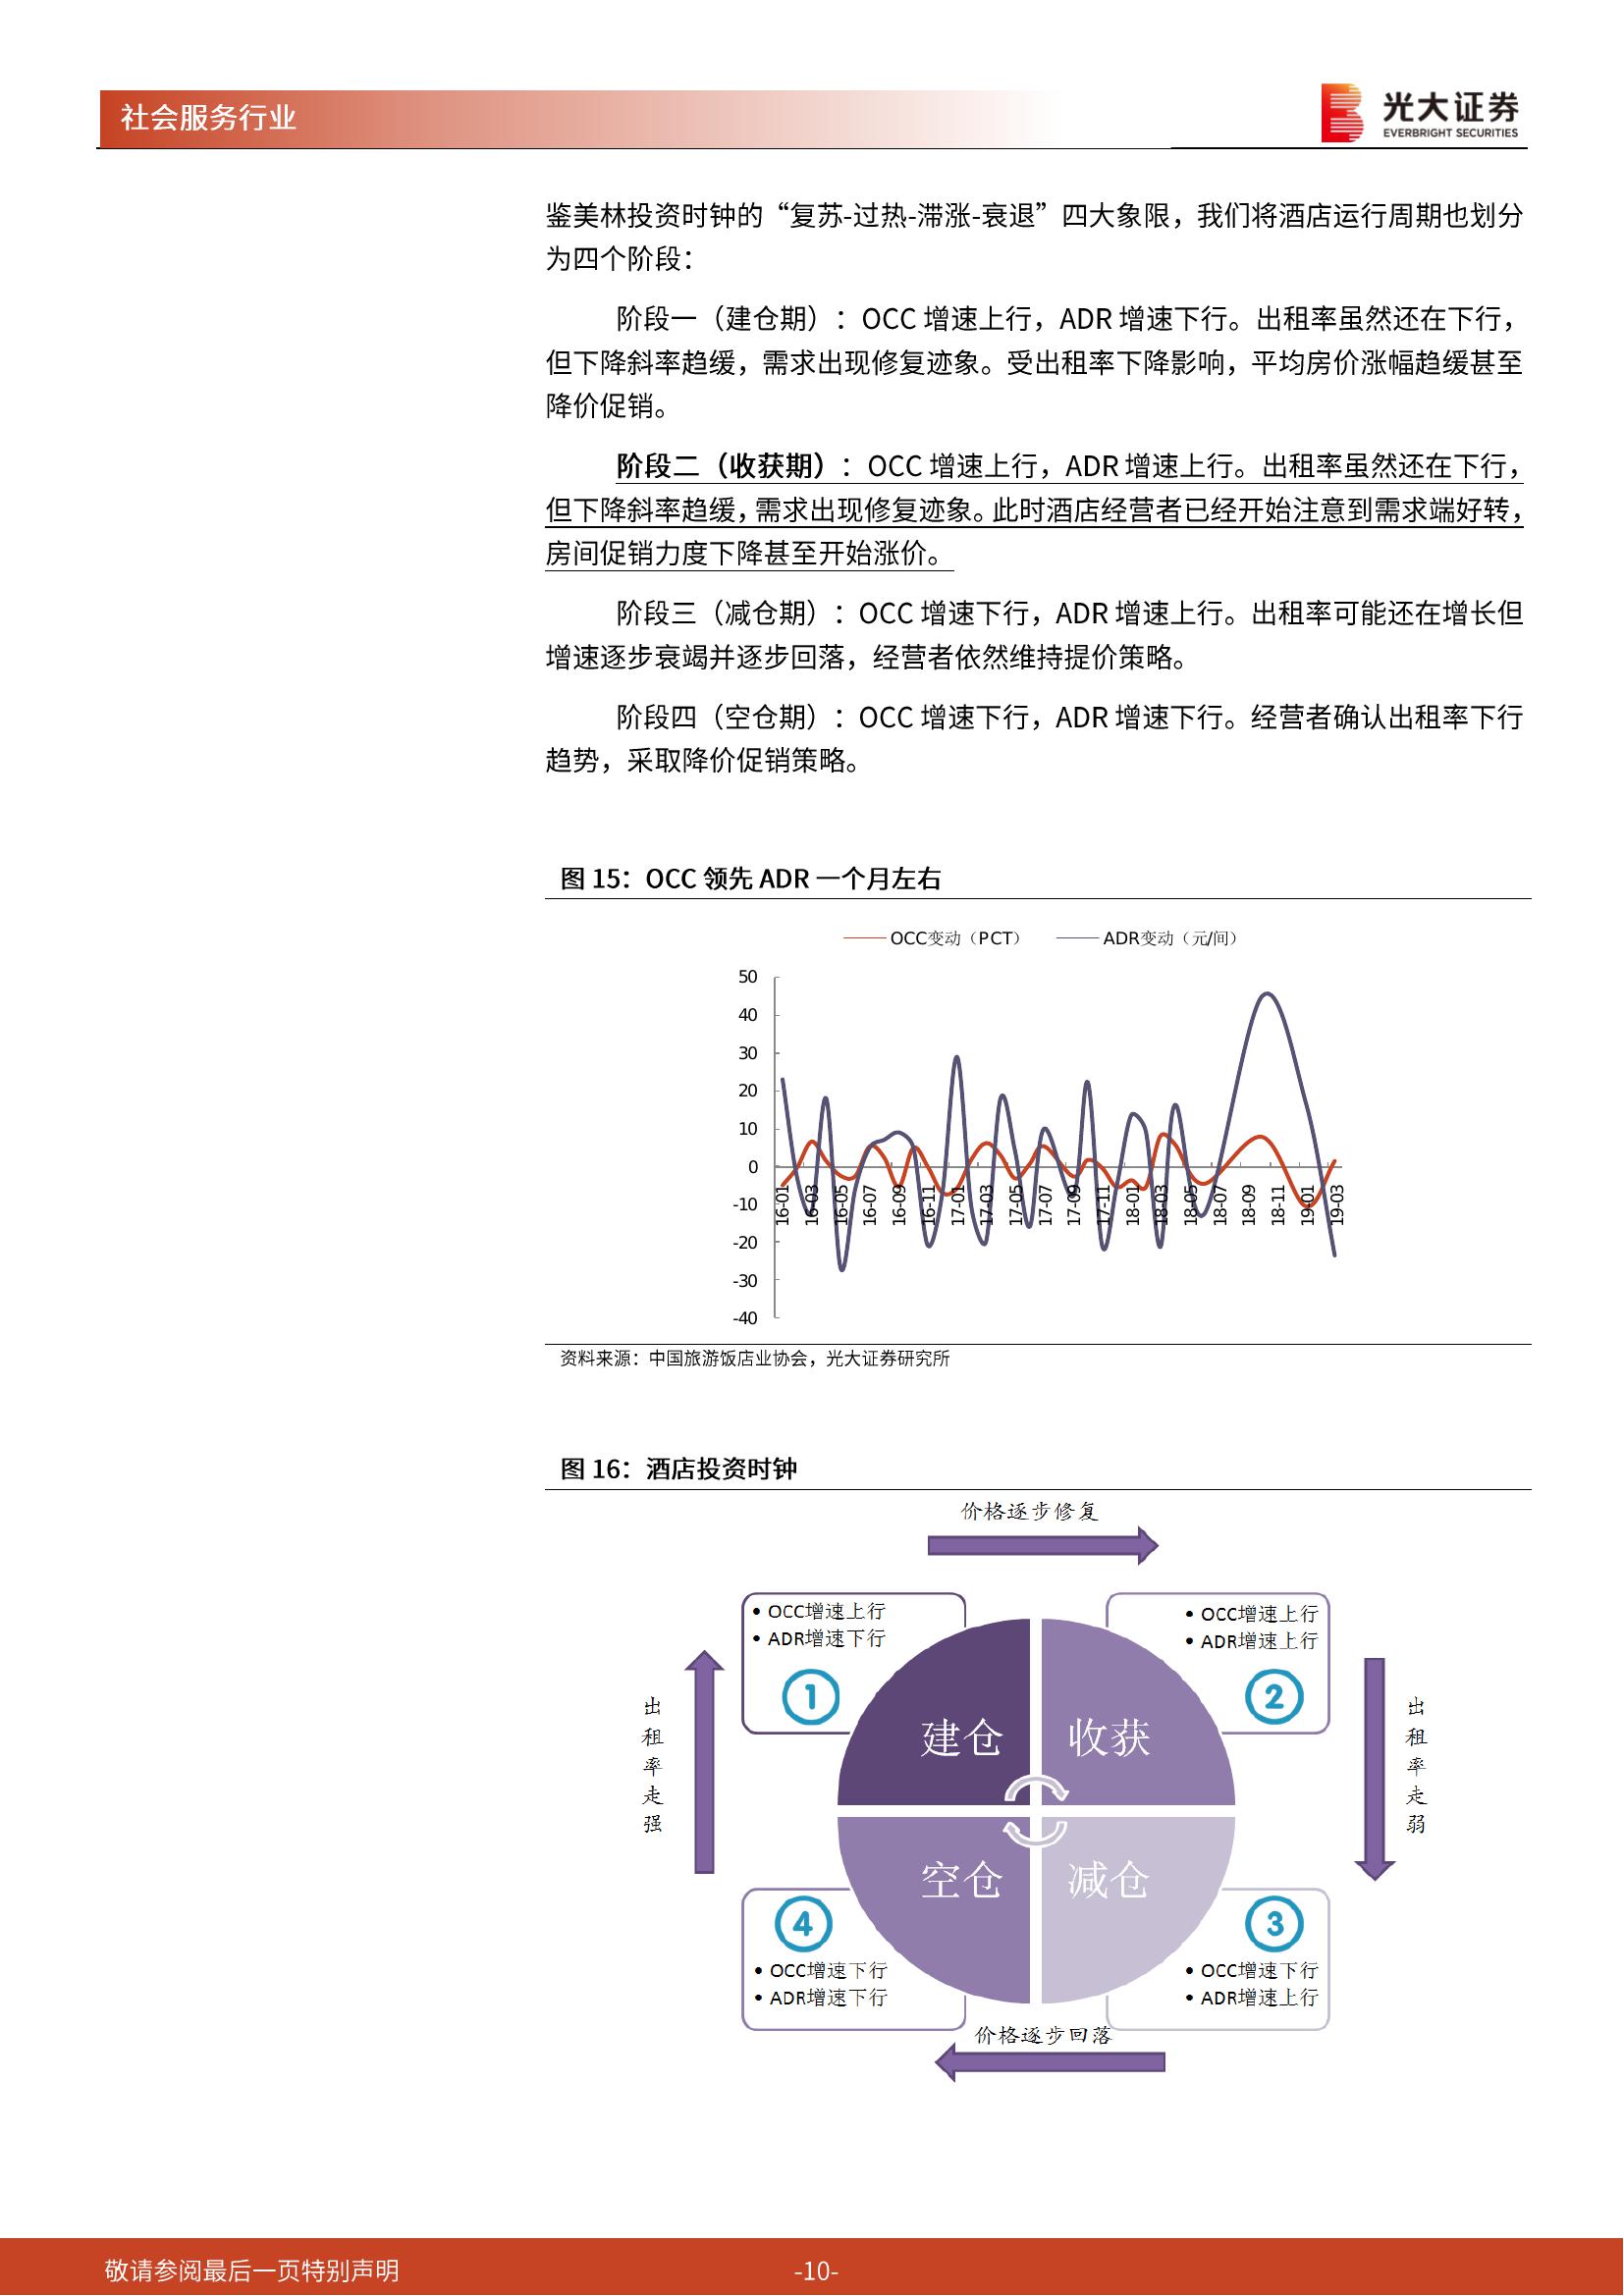 社会服务行业
光大证券
EVERBRIGHT SECURITIES
鉴美林投资时钟的“复苏-过热-滞涨-衰退”四大象限，我们将酒店运行周期也划分
为四个阶段：
阶段一（建仓期）：OCC 增速上行，ADR 增速下行。出租率虽然还在下行，
但下降斜率趋缓，需求出现修复迹象。受出租率下降影响，平均房价涨幅趋缓甚至
降价促销。
阶段二（收获期）：OCC 增速上行，ADR 增速上行。出租率虽然还在下行，
但下降斜率趋缓，需求出现修复迹象。此时酒店经营者已经开始注意到需求端好转，
房间促销力度下降甚至开始涨价。
阶段三（减仓期）：OCC 增速下行，ADR 增速上行。出租率可能还在增长但
增速逐步衰竭并逐步回落，经营者依然维持提价策略。
阶段四（空仓期）：OCC 增速下行，ADR 增速下行。经营者确认出租率下行
趋势，采取降价促销策略。
图 15：OCC 领先 ADR 一个月左右
OCC变动（PCT） ADR变动（元/间）
50
40
30
20
10
0
-10
-20
-30
-40
16-01 16-03 16-05 16-07 16-09 16-11 17-01 17-03 17-05 17-07 17-09 17-11 18-01 18-03 18-05 18-07 18-09 18-11 19-01 19-03
资料来源：中国旅游饭店业协会，光大证券研究所
图 16：酒店投资时钟
价格逐步修复
• OCC增速上行
• ADR增速下行
1
• OCC增速上行
• ADR增速上行
2
出租率走强
建仓
收获
出租率走弱
空仓
减仓
4
• OCC增速下行
• ADR增速下行
3
• OCC增速下行
• ADR增速上行
价格逐步回落
敬请参阅最后一页特别声明
-10-